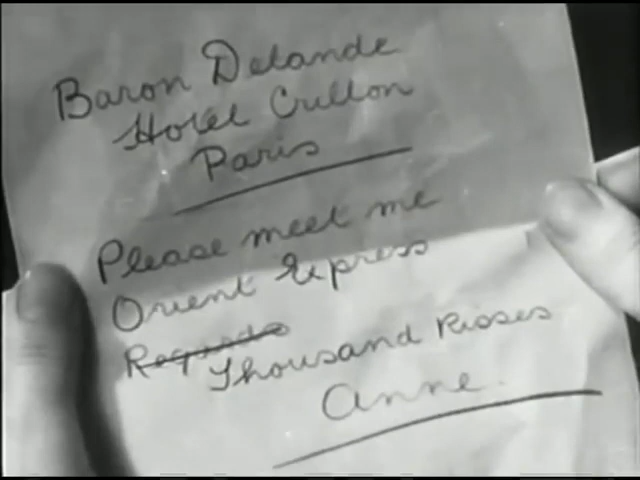 Baron Delande
Hotel Crillon
Paris
Please meet me
Orient Express
Regards Thousand Kisses
Anne.